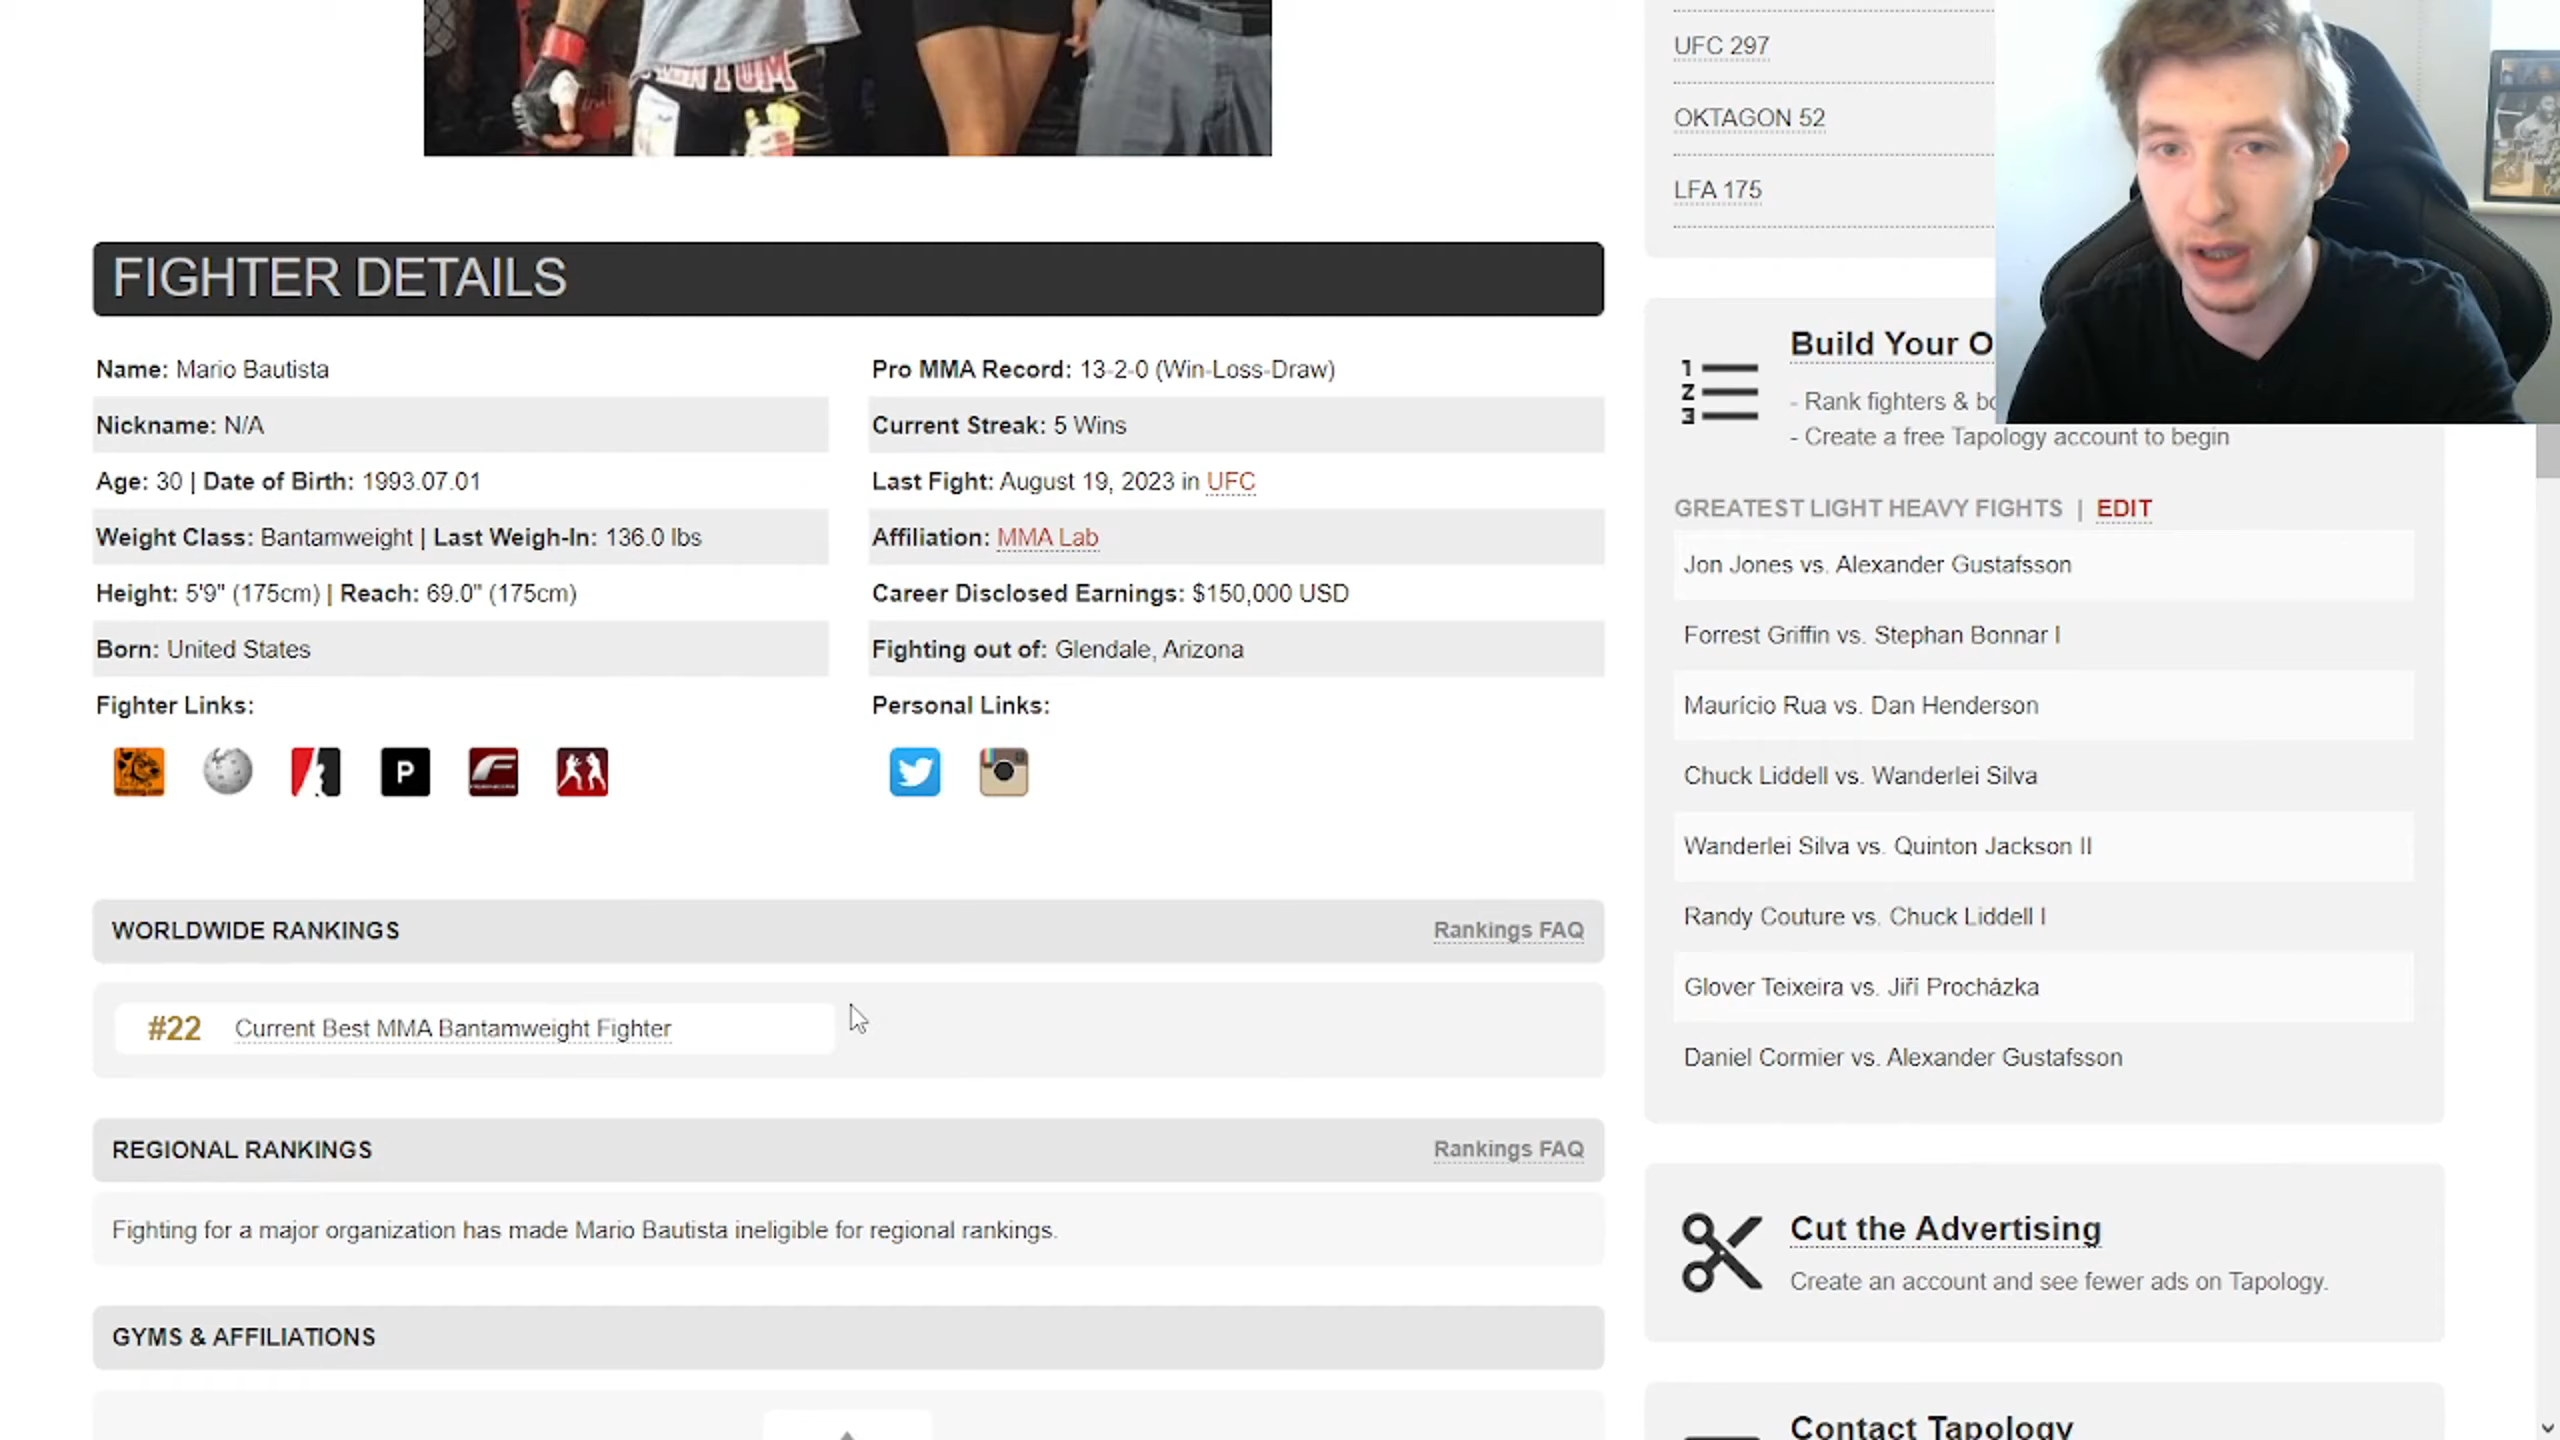 UFC 297
OKTAGON 52
LFA 175
FIGHTER DETAILS
Name: Mario Bautista
Nickname: N/A
Age: 30 | Date of Birth: 1993.07.01
Weight Class: Bantamweight | Last Weigh-In: 136.0 lbs
Height: 5'9" (175cm) | Reach: 69.0" (175cm)
Born: United States
Fighter Links:
P
F
Pro MMA Record: 13-2-0 (Win-Loss-Draw)
Current Streak: 5 Wins
Last Fight: August 19, 2023 in UFC
Affiliation: MMA Lab
Career Disclosed Earnings: $150,000 USD
Fighting out of: Glendale, Arizona
Personal Links:
WORLDWIDE RANKINGS
Rankings FAQ
#22 Current Best MMA Bantamweight Fighter
REGIONAL RANKINGS
Rankings FAQ
Fighting for a major organization has made Mario Bautista ineligible for regional rankings.
GYMS & AFFILIATIONS
1
2
3
Build Your O
- Rank fighters & bo
- Create a free Tapology account to begin
GREATEST LIGHT HEAVY FIGHTS | EDIT
Jon Jones vs. Alexander Gustafsson
Forrest Griffin vs. Stephan Bonnar I
Maurício Rua vs. Dan Henderson
Chuck Liddell vs. Wanderlei Silva
Wanderlei Silva vs. Quinton Jackson II
Randy Couture vs. Chuck Liddell I
Glover Teixeira vs. Jiří Procházka
Daniel Cormier vs. Alexander Gustafsson
Cut the Advertising
Create an account and see fewer ads on Tapology.
Contact Tapology